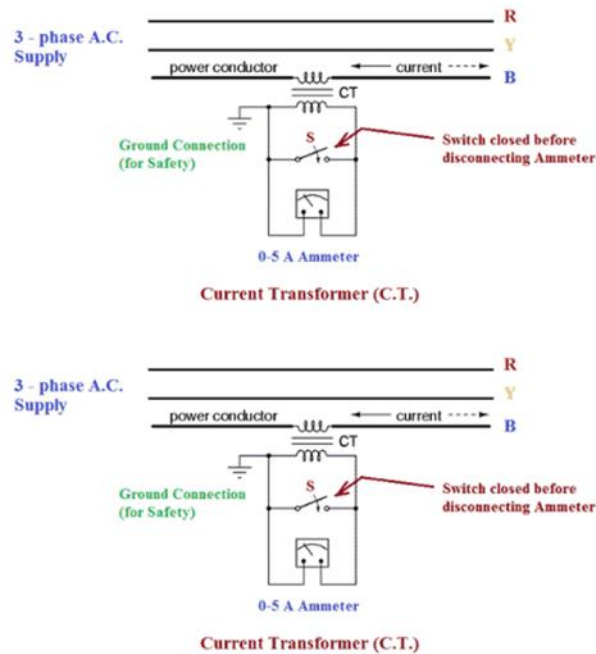 R
3 - phase A.C.
Supply
Y
power conductor
current
B
CT
Ground Connection
(for Safety)
S
Switch closed before
disconnecting Ammeter
0-5 A Ammeter
Current Transformer (C.T.)
R
3 - phase A.C.
Supply
Y
power conductor
current
B
CT
Ground Connection
(for Safety)
S
Switch closed before
disconnecting Ammeter
0-5 A Ammeter
Current Transformer (C.T.)